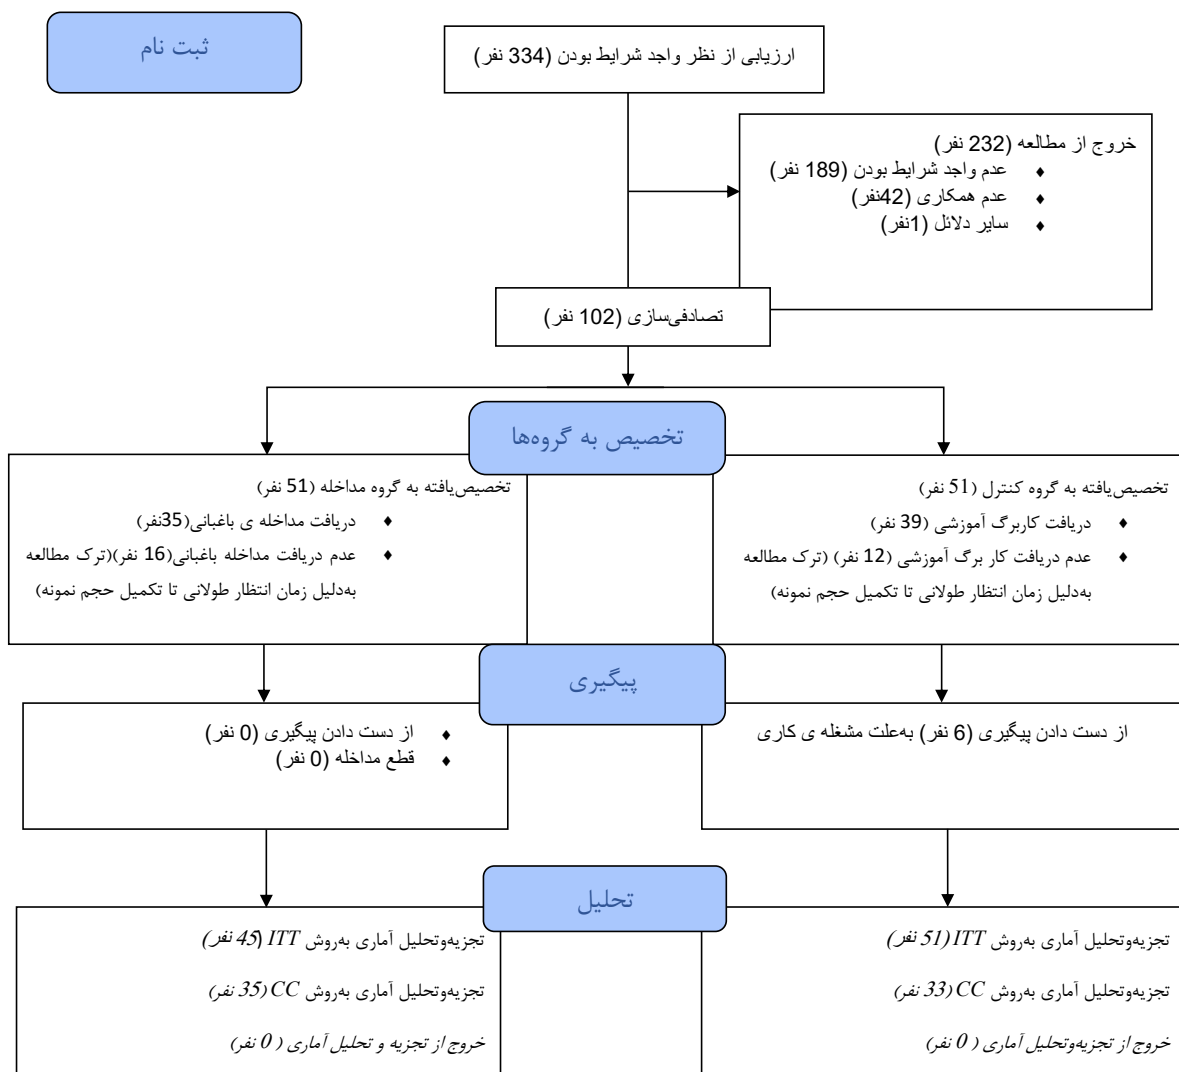 ثبت نام
ارزیابی از نظر واجد شرایط بودن (334 نفر)
خروج از مطالعه (232 نفر)
♦ عدم واجد شرایط بودن (189 نفر)
♦ عدم همکاری (42نفر)
♦ سایر دلائل (1نفر)
تصادفی‌سازی (102 نفر)
تخصیص به گروه‌ها
تخصیص‌یافته به گروه کنترل (51 نفر)
♦ دریافت کاربرگ آموزشی (39 نفر)
♦ عدم دریافت کار برگ آموزشی (12 نفر) (ترک مطالعه
به‌دلیل زمان انتظار طولانی تا تکمیل حجم نمونه)
تخصیص‌یافته به گروه مداخله (51 نفر)
♦ دریافت مداخله ی باغبانی(35نفر)
♦ عدم دریافت مداخله باغبانی(16 نفر)(ترک مطالعه
به‌دلیل زمان انتظار طولانی تا تکمیل حجم نمونه)
پیگیری
از دست دادن پیگیری (6 نفر) به‌علت مشغله ی کاری
♦ از دست دادن پیگیری (0 نفر)
♦ قطع مداخله (0 نفر)
تحلیل
تجزیه‌وتحلیل آماری به‌روش ITT (51 نفر)
تجزیه‌وتحلیل آماری به‌روش CC (33 نفر)
خروج از تجزیه‌وتحلیل آماری ( 0 نفر)
تجزیه‌وتحلیل آماری به‌روش ITT (45 نفر)
تجزیه‌وتحلیل آماری به‌روش CC (35 نفر)
خروج از تجزیه و تحلیل آماری ( 0 نفر)